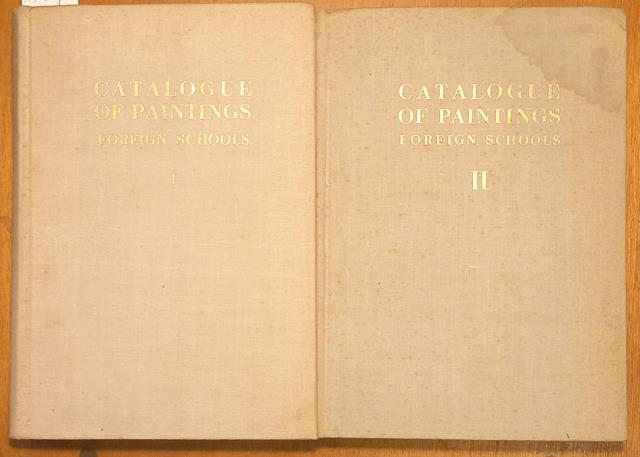 CATALOGUE
OF PAINTINGS
FOREIGN SCHOOLS
I
CATALOGUE
OF PAINTINGS
FOREIGN SCHOOLS
II